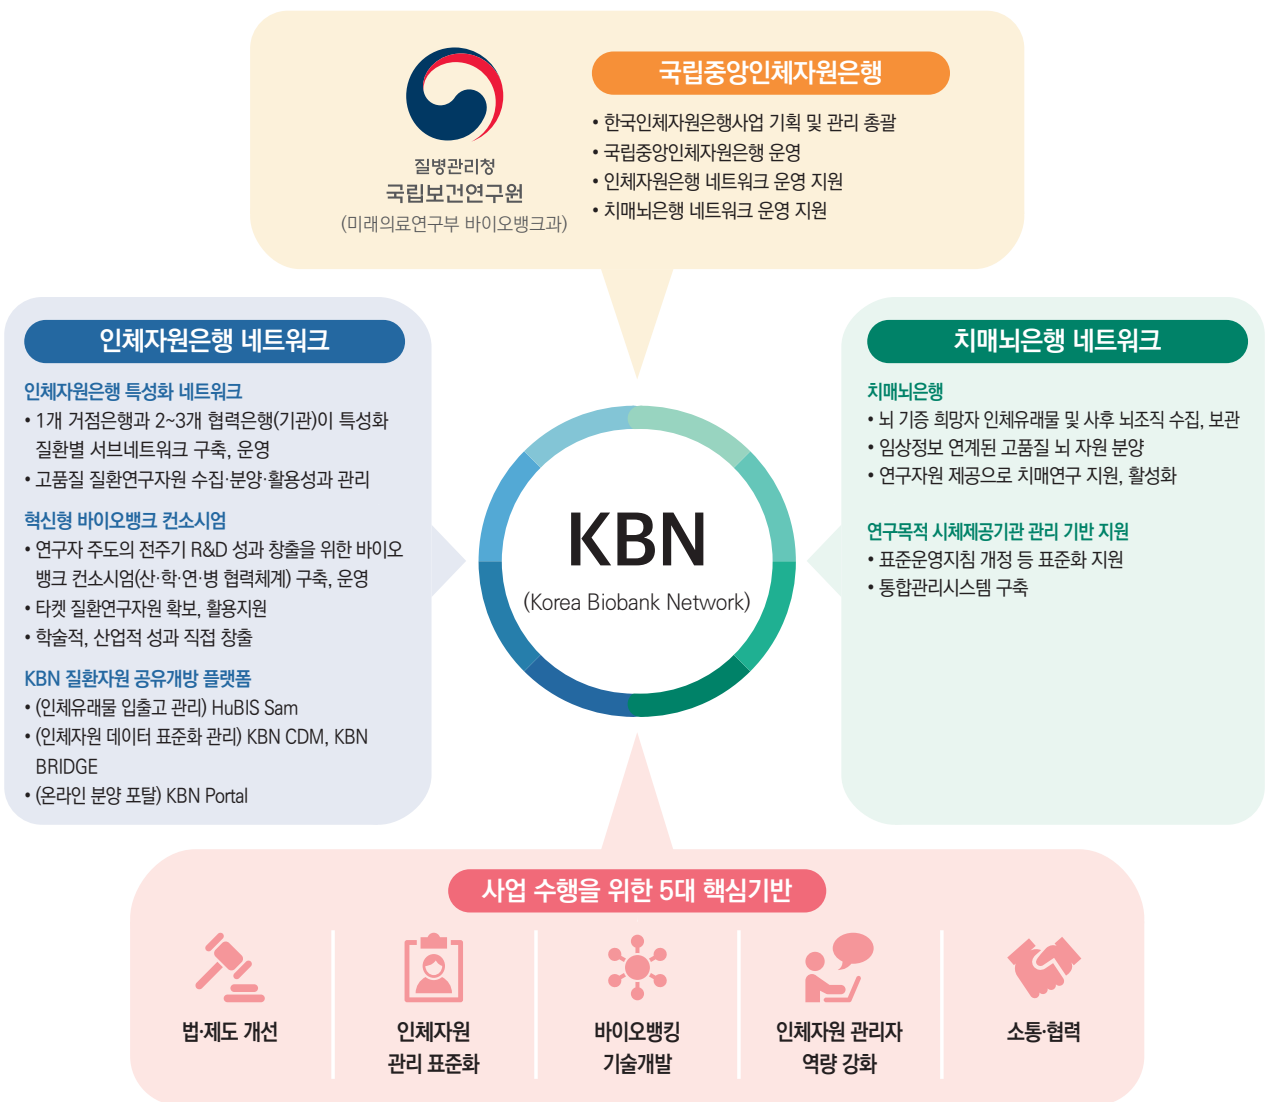 국립중앙인체자원은행
• 한국인체자원은행사업 기획 및 관리 총괄
• 국립중앙인체자원은행 운영
• 인체자원은행 네트워크 운영 지원
• 치매뇌은행 네트워크 운영 지원
질병관리청
국립보건연구원
(미래의료연구부 바이오뱅크과)
인체자원은행 네트워크
인체자원은행 특성화 네트워크
• 1개 거점은행과 2~3개 협력은행(기관)이 특성화
질환별 서브네트워크 구축, 운영
• 고품질 질환연구자원 수집·분양·활용성과 관리
혁신형 바이오뱅크 컨소시엄
• 연구자 주도의 전주기 R&D 성과 창출을 위한 바이오
뱅크 컨소시엄(산·학·연·병 협력체계) 구축, 운영
• 타켓 질환연구자원 확보, 활용지원
• 학술적, 산업적 성과 직접 창출
KBN 질환자원 공유개방 플랫폼
• (인체유래물 입출고 관리) HuBIS Sam
• (인체자원 데이터 표준화 관리) KBN CDM, KBN
BRIDGE
• (온라인 분양 포탈) KBN Portal
KBN
(Korea Biobank Network)
치매뇌은행 네트워크
치매뇌은행
• 뇌 기증 희망자 인체유래물 및 사후 뇌조직 수집, 보관
• 임상정보 연계된 고품질 뇌 자원 분양
• 연구자원 제공으로 치매연구 지원, 활성화
연구목적 시체제공기관 관리 기반 지원
• 표준운영지침 개정 등 표준화 지원
• 통합관리시스템 구축
사업 수행을 위한 5대 핵심기반
법·제도 개선
인체자원
관리 표준화
바이오뱅킹
기술개발
인체자원 관리자
역량 강화
소통·협력